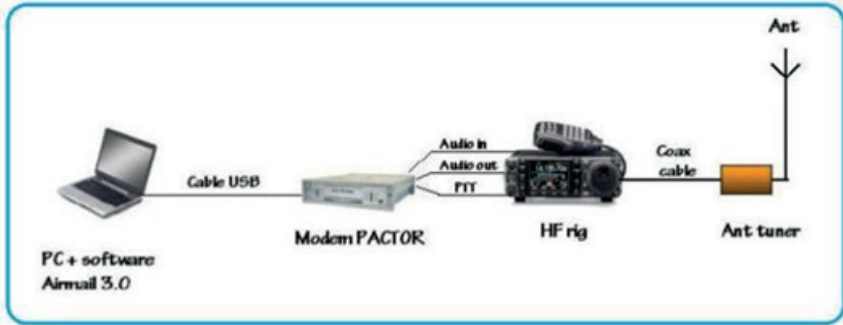 Ant
Audio in
Audio out
PTT
Cable USB
Coax
cable
Modem PACTOR
HF rig
Ant tuner
PC + software
Airmail 3.0